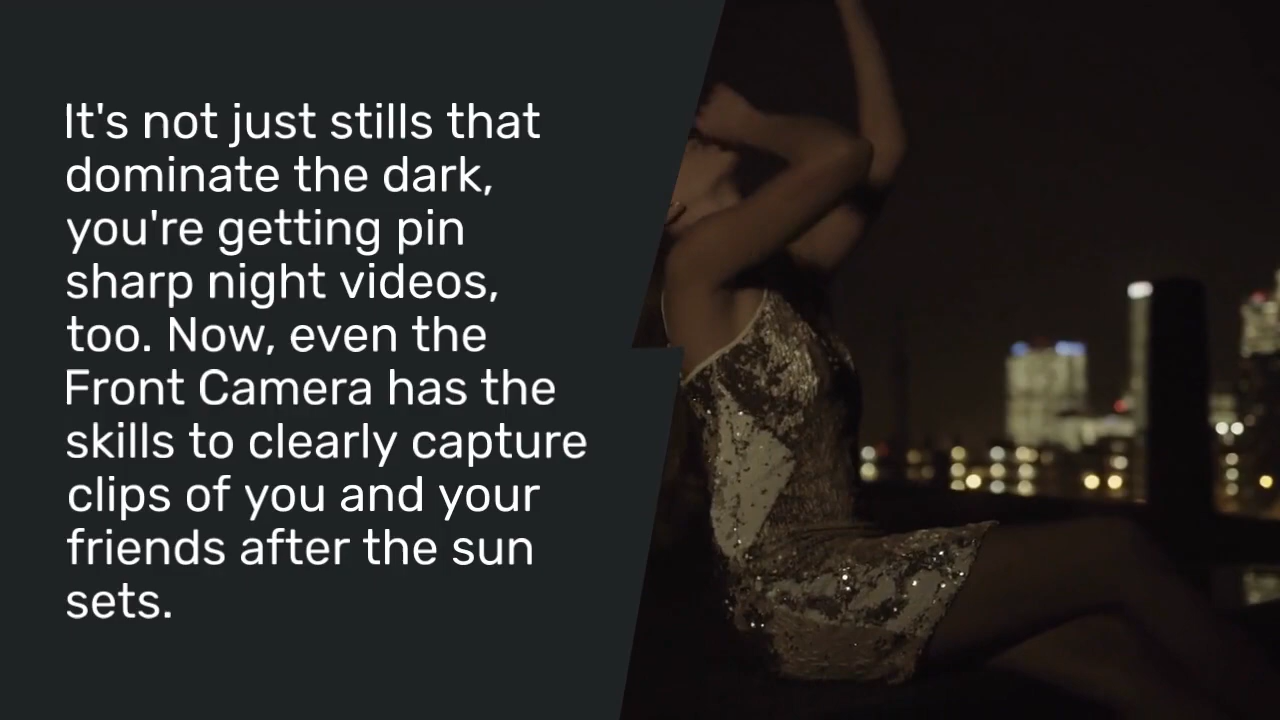 It's not just stills that
dominate the dark,
you're getting pin
sharp night videos,
too. Now, even the
Front Camera has the
skills to clearly capture
clips of you and your
friends after the sun
sets.